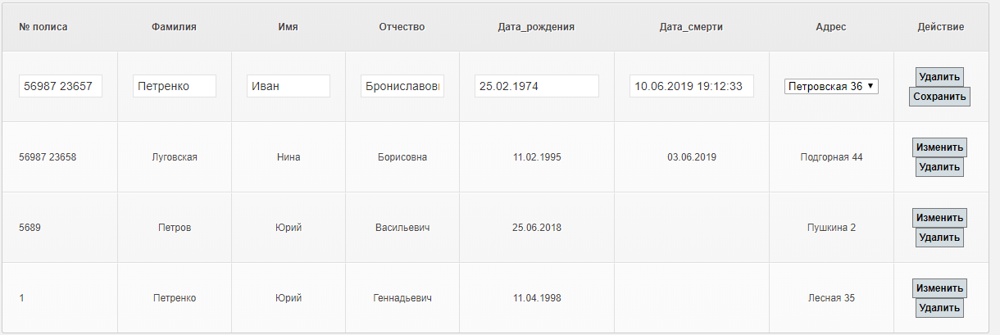 № полиса Фамилия Имя Отчество Дата_рождения Дата_смерти Адрес Действие
56987 23657 Петренко Иван Брониславови 25.02.1974 10.06.2019 19:12:33 Петровская 36 Удалить
Сохранить
56987 23658 Луговская Нина Борисовна 11.02.1995 03.06.2019 Подгорная 44 Изменить
Удалить
5689 Петров Юрий Васильевич 25.06.2018 Пушкина 2 Изменить
Удалить
1 Петренко Юрий Геннадьевич 11.04.1998 Лесная 35 Изменить
Удалить